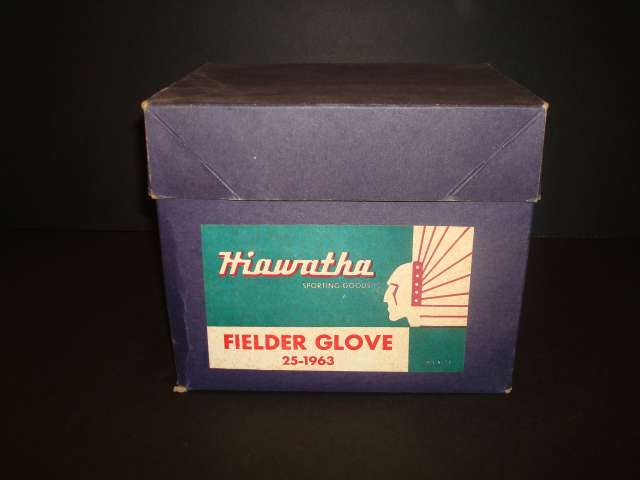 Hiawatha
SPORTING GOODS
FIELDER GLOVE
25-1963